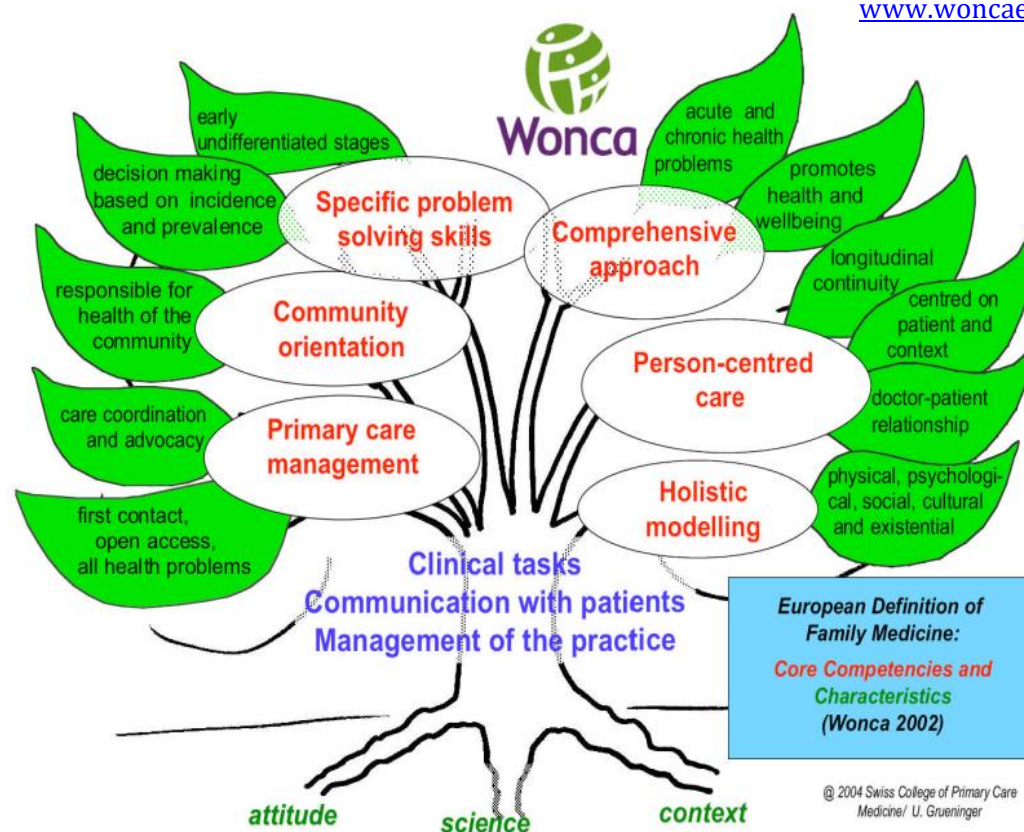 www.woncae
Wonca
early
undifferentiated stages
decision making
based on incidence
and prevalence
responsible for
health of the
community
care coordination
and advocacy
first contact,
open access,
all health problems
Specific problem
solving skills
Community
orientation
Primary care
management
Comprehensive
approach
Person-centred
care
Holistic
modelling
acute and
chronic health
problems
promotes
health and
wellbeing
longitudinal
continuity
centred on
patient and
context
doctor-patient
relationship
physical, psychologi-
cal, social, cultural
and existential
Clinical tasks
Communication with patients
Management of the practice
European Definition of
Family Medicine:
Core Competencies and
Characteristics
(Wonca 2002)
attitude
science
context
@ 2004 Swiss College of Primary Care
Medicine/ U. Grueninger